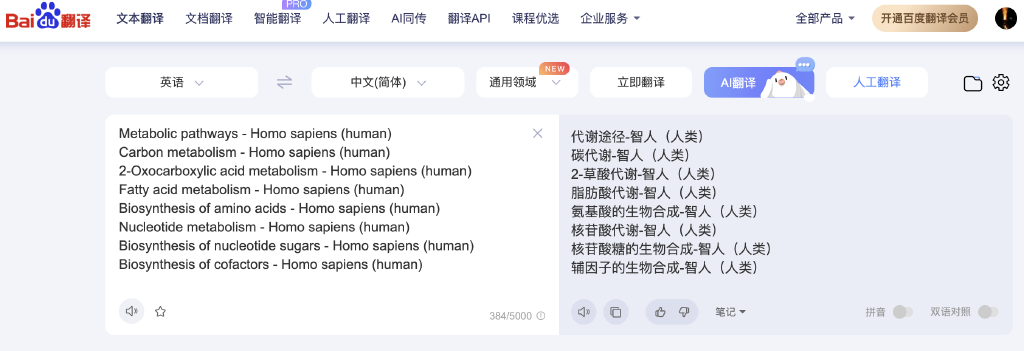 Bai du 翻译
文本翻译 文档翻译 智能翻译 PRO 人工翻译 AI同传 翻译API 课程优选 企业服务 全部产品 开通百度翻译会员
英语 中文(简体) 通用领域 NEW 立即翻译 AI翻译 人工翻译
Metabolic pathways - Homo sapiens (human)
Carbon metabolism - Homo sapiens (human)
2-Oxocarboxylic acid metabolism - Homo sapiens (human)
Fatty acid metabolism - Homo sapiens (human)
Biosynthesis of amino acids - Homo sapiens (human)
Nucleotide metabolism - Homo sapiens (human)
Biosynthesis of nucleotide sugars - Homo sapiens (human)
Biosynthesis of cofactors - Homo sapiens (human)
384/5000
代谢途径-智人（人类）
碳代谢-智人（人类）
2-草酸代谢-智人（人类）
脂肪酸代谢-智人（人类）
氨基酸的生物合成-智人（人类）
核苷酸代谢-智人（人类）
核苷酸糖的生物合成-智人（人类）
辅因子的生物合成-智人（人类）
笔记 拼音 双语对照